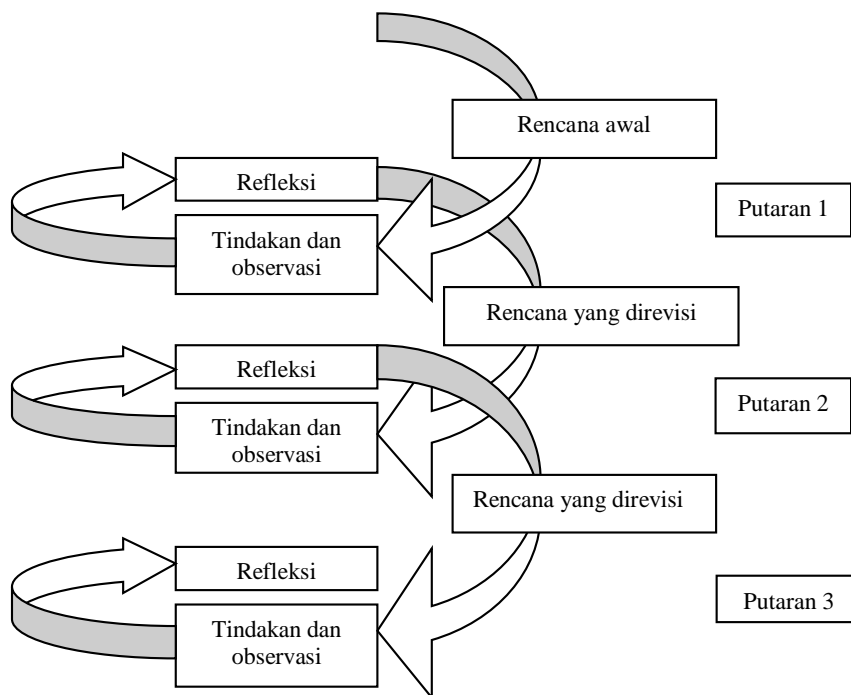 Rencana awal
Refleksi
Putaran 1
Tindakan dan
observasi
Rencana yang direvisi
Refleksi
Putaran 2
Tindakan dan
observasi
Rencana yang direvisi
Refleksi
Putaran 3
Tindakan dan
observasi